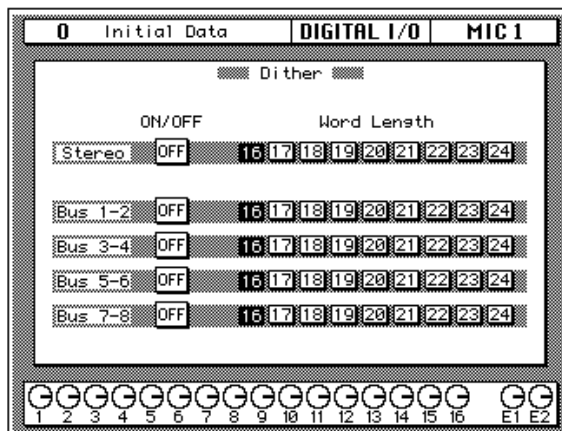 0 Initial Data DIGITAL I/O MIC 1
Dither
ON/OFF Word Length
Stereo OFF 16 17 18 19 20 21 22 23 24
Bus 1-2 OFF 16 17 18 19 20 21 22 23 24
Bus 3-4 OFF 16 17 18 19 20 21 22 23 24
Bus 5-6 OFF 16 17 18 19 20 21 22 23 24
Bus 7-8 OFF 16 17 18 19 20 21 22 23 24
1 2 3 4 5 6 7 8 9 10 11 12 13 14 15 16 E1 E2